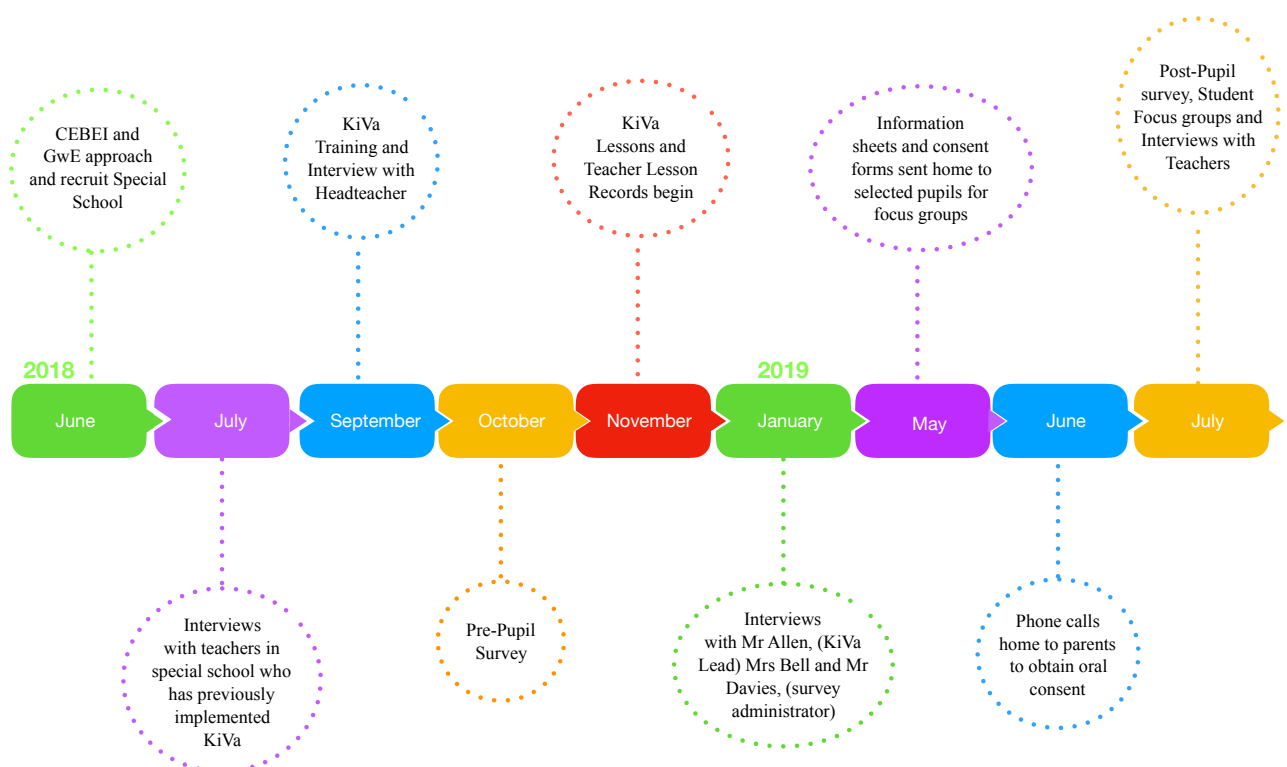 CEBEI and
GwE approach
and recruit Special
School
KiVa
Training and
Interview with
Headteacher
KiVa
Lessons and
Teacher Lesson
Records begin
Information
sheets and consent
forms sent home to
selected pupils for
focus groups
Post-Pupil
survey, Student
Focus groups and
Interviews with
Teachers
2018
2019
June
July
September
October
November
January
May
June
July
Interviews
with teachers in
special school who
has previously
implemented
KiVa
Pre-Pupil
Survey
Interviews
with Mr Allen, (KiVa
Lead) Mrs Bell and Mr
Davies, (survey
administrator)
Phone calls
home to parents
to obtain oral
consent